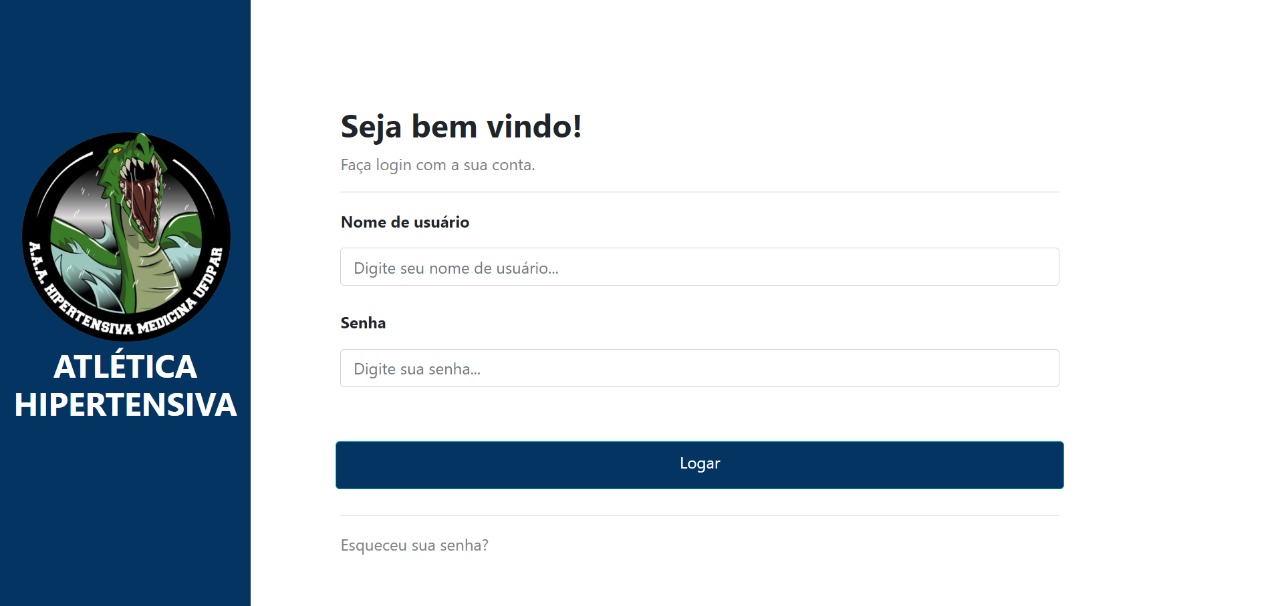 A.A.A. HIPERTENSIVA MEDICINA UFDPAR
ATLÉTICA
HIPERTENSIVA
Seja bem vindo!
Faça login com a sua conta.
Nome de usuário
Digite seu nome de usuário...
Senha
Digite sua senha...
Logar
Esqueceu sua senha?